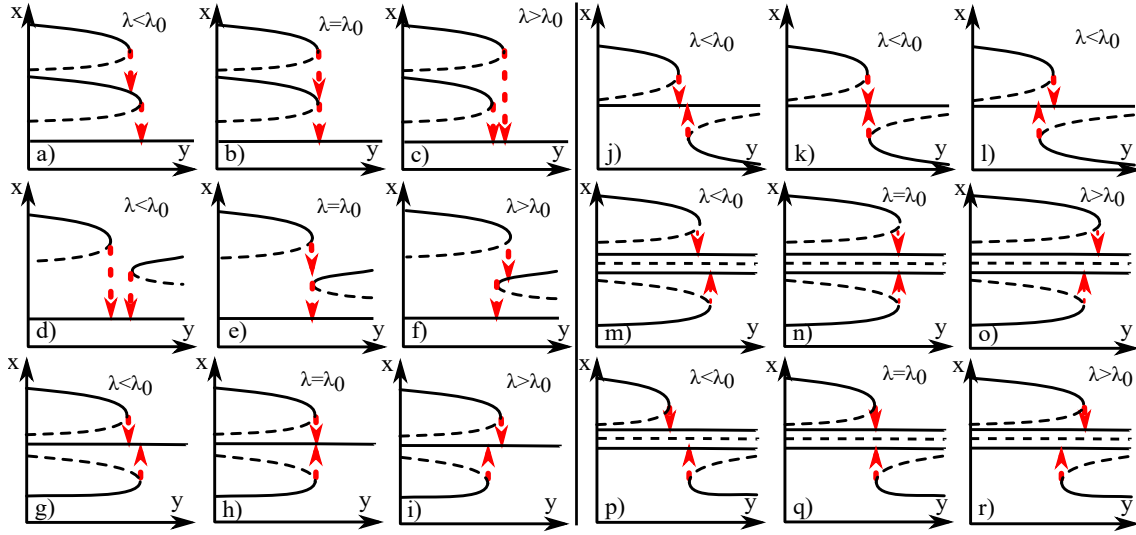 x λ<λ0 a) y
x λ=λ0 b) y
x λ>λ0 c) y
x λ<λ0 j) y
x λ<λ0 k) y
x λ<λ0 l) y
x λ<λ0 d) y
x λ=λ0 e) y
x λ>λ0 f) y
x λ<λ0 m) y
x λ=λ0 n) y
x λ>λ0 o) y
x λ<λ0 g) y
x λ=λ0 h) y
x λ>λ0 i) y
x λ<λ0 p) y
x λ=λ0 q) y
x λ>λ0 r) y